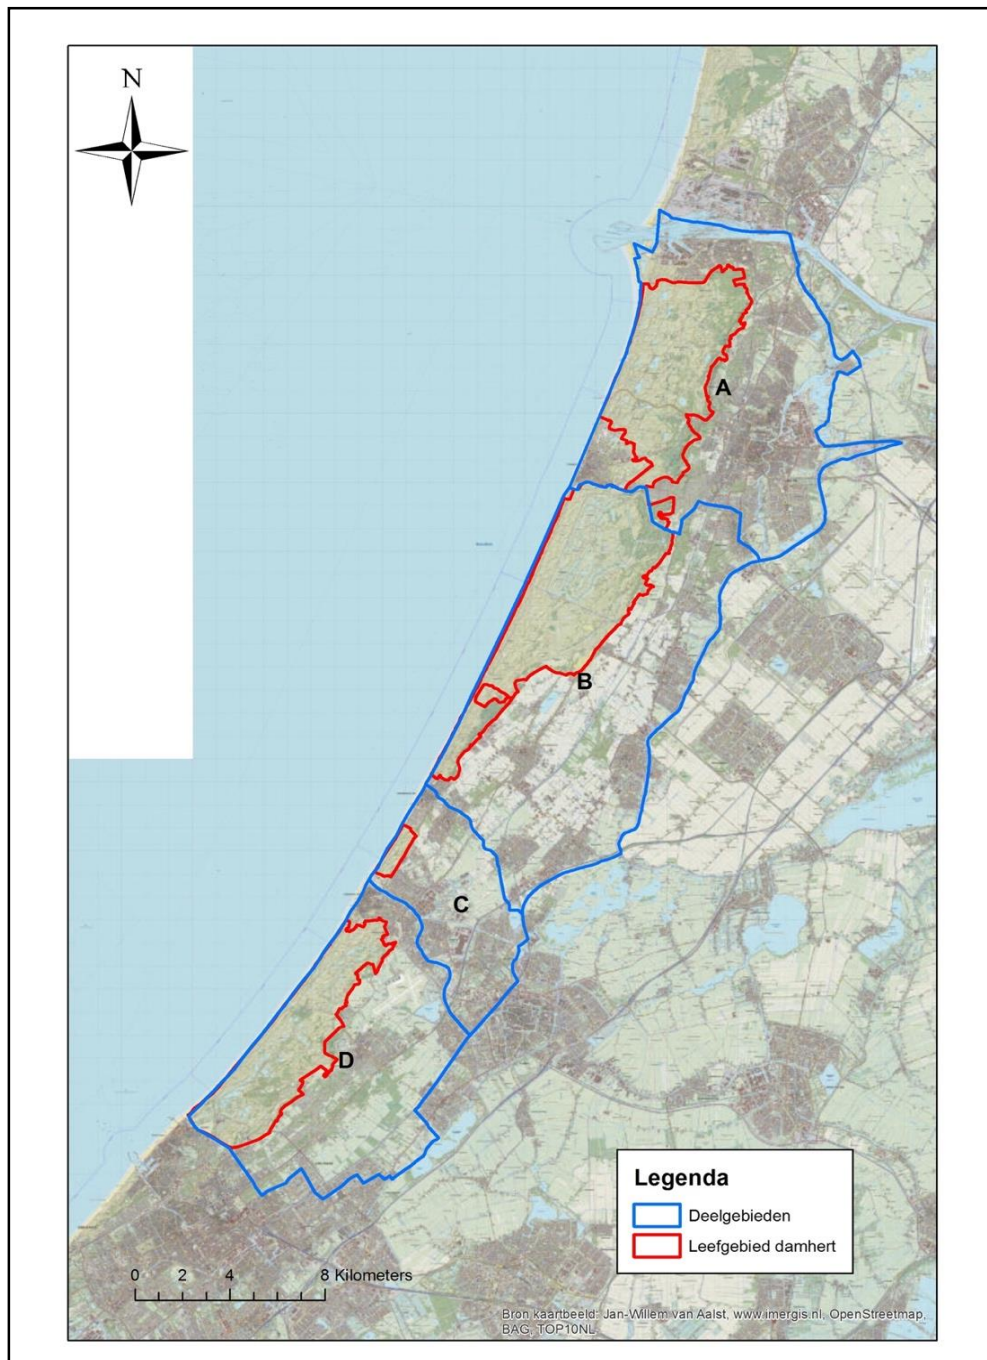 N
A
B
C
D
Legenda
Deelgebieden
Leefgebied damhert
0 2 4 8 Kilometers
Bron kaartbeeld: Jan-Willem van Aalst, www.imergis.nl, OpenStreetmap,
BAG, TOP10NL